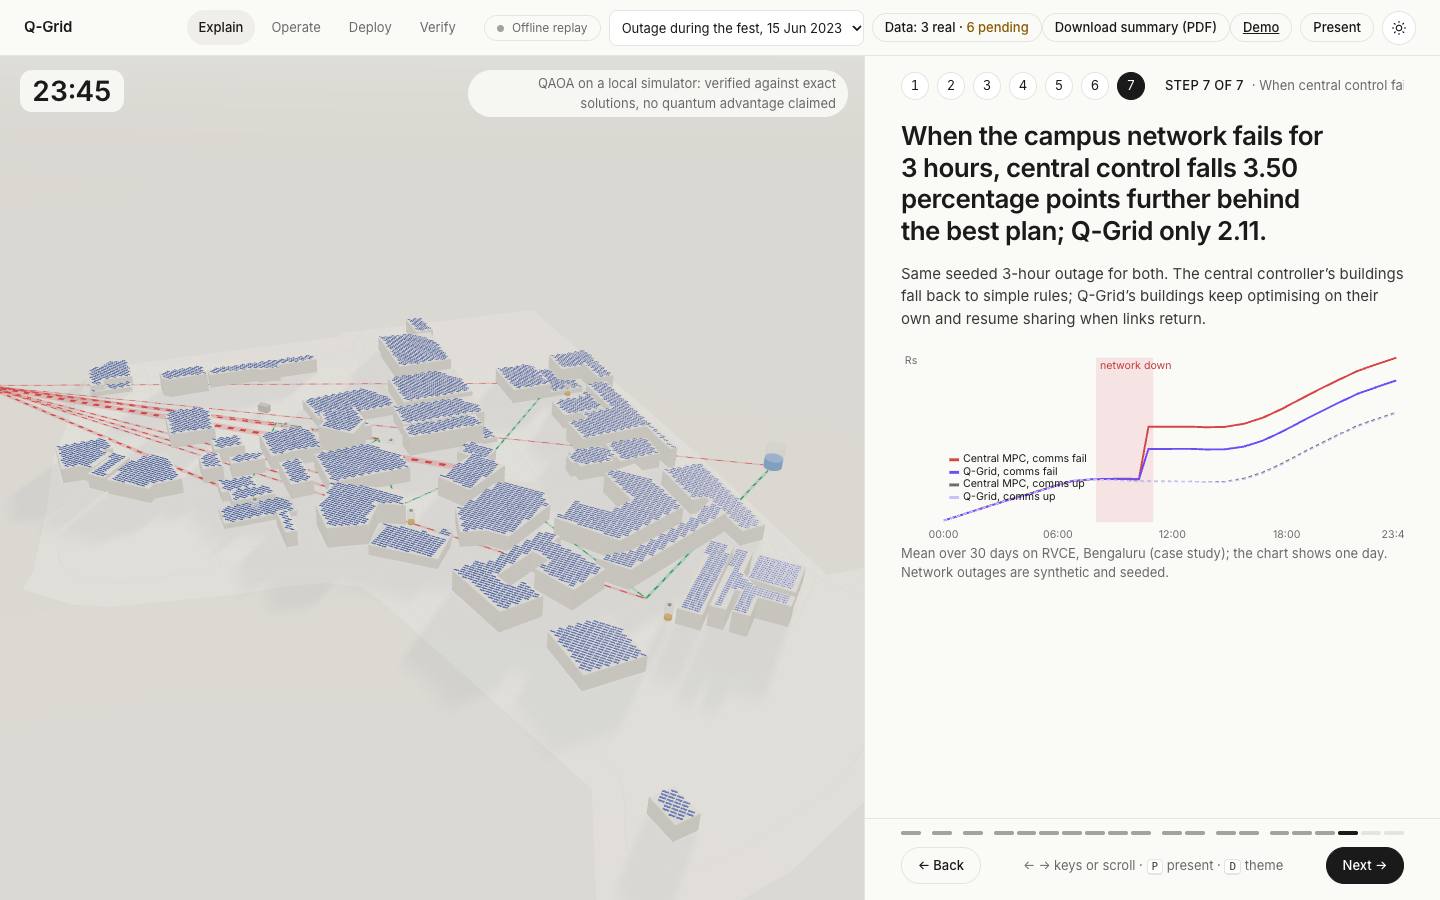 Q-Grid
Explain
Operate
Deploy
Verify
Offline replay
Outage during the fest, 15 Jun 2023
Data: 3 real · 6 pending
Download summary (PDF)
Demo
Present
23:45
QAOA on a local simulator: verified against exact
solutions, no quantum advantage claimed
1 2 3 4 5 6 7 STEP 7 OF 7 · When central control fai
When the campus network fails for
3 hours, central control falls 3.50
percentage points further behind
the best plan; Q-Grid only 2.11.
Same seeded 3-hour outage for both. The central controller’s buildings
fall back to simple rules; Q-Grid’s buildings keep optimising on their
own and resume sharing when links return.
Rs
network down
Central MPC, comms fail
Q-Grid, comms fail
Central MPC, comms up
Q-Grid, comms up
00:00 06:00 12:00 18:00 23:4
Mean over 30 days on RVCE, Bengaluru (case study); the chart shows one day.
Network outages are synthetic and seeded.
← Back
← → keys or scroll · P present · D theme
Next →